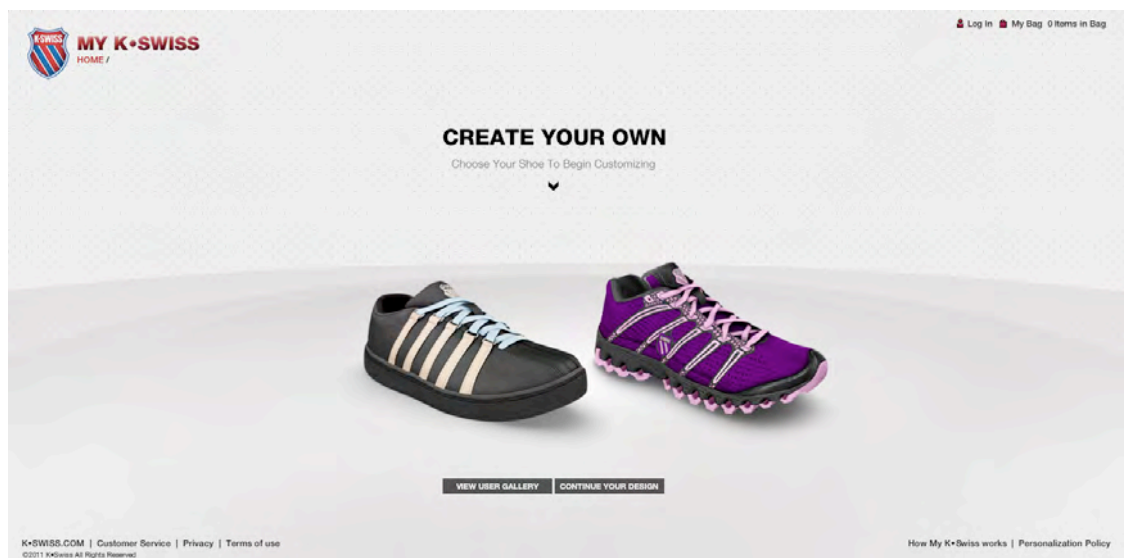 K•SWISS
MY K•SWISS
HOME /
Log In My Bag 0 Items in Bag
CREATE YOUR OWN
Choose Your Shoe To Begin Customizing
VIEW USER GALLERY CONTINUE YOUR DESIGN
K•SWISS.COM | Customer Service | Privacy | Terms of use
©2011 K•Swiss All Rights Reserved
How My K•Swiss works | Personalization Policy